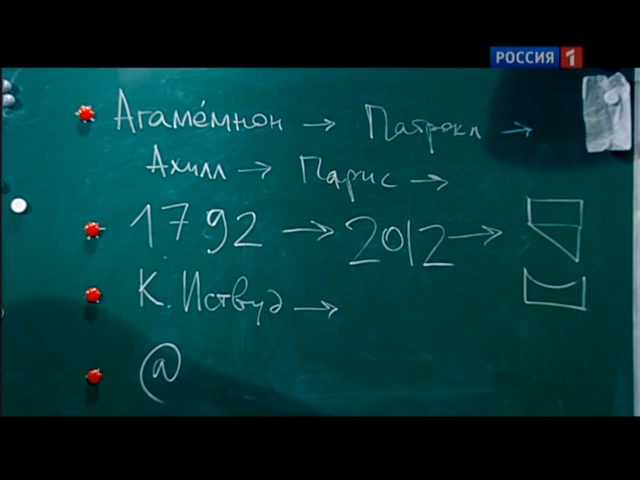 РОССИЯ 1
Агаме́мнон → Патрокл →
Ахилл → Парис →
1792 → 2012 →
К. Иствуд →
@